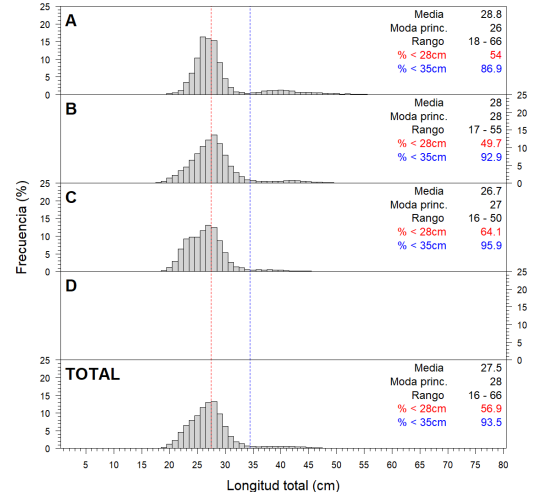 25
20
15
10
5
0
A
Media 28.8
Moda princ. 26
Rango 18 - 66
% < 28cm 54
% < 35cm 86.9
B
Media 28
Moda princ. 28
Rango 17 - 55
% < 28cm 49.7
% < 35cm 92.9
25
20
15
10
5
0
Frecuencia (%)
25
20
15
10
5
0
C
Media 26.7
Moda princ. 27
Rango 16 - 50
% < 28cm 64.1
% < 35cm 95.9
D
25
20
15
10
5
0
25
20
15
10
5
0
TOTAL
Media 27.5
Moda princ. 28
Rango 16 - 66
% < 28cm 56.9
% < 35cm 93.5
5 10 15 20 25 30 35 40 45 50 55 60 65 70 75 80
Longitud total (cm)